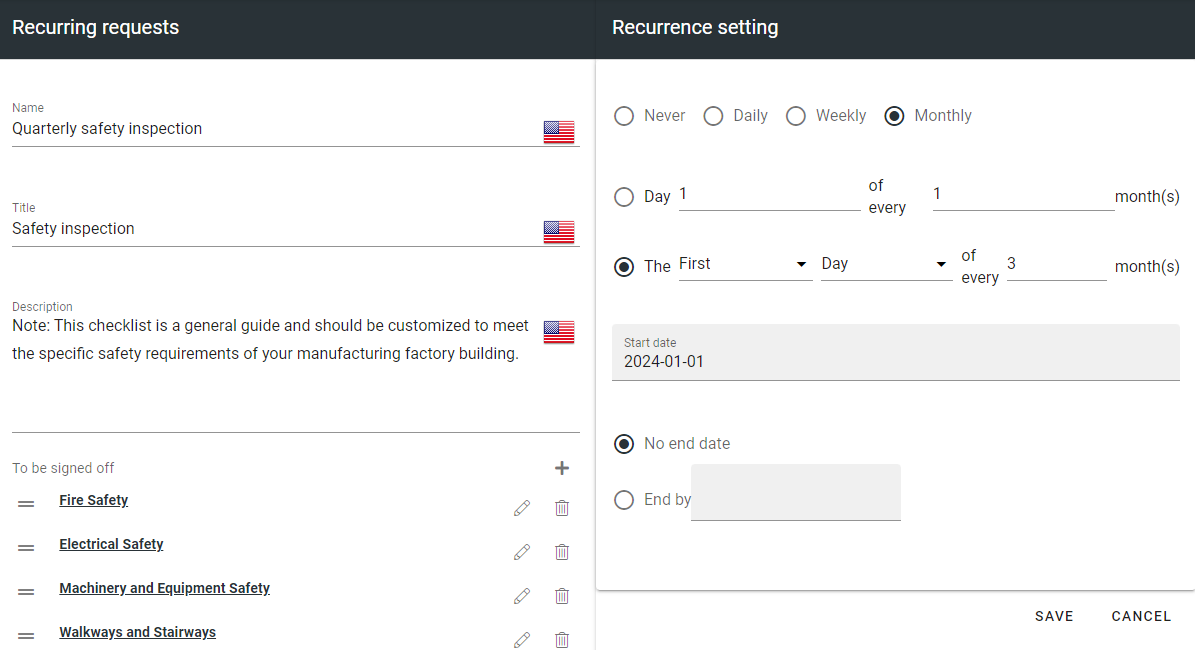 Recurring requests
Name
Quarterly safety inspection
Title
Safety inspection
Description
Note: This checklist is a general guide and should be customized to meet
the specific safety requirements of your manufacturing factory building.
To be signed off
Fire Safety
Electrical Safety
Machinery and Equipment Safety
Walkways and Stairways
Recurrence setting
Never Daily Weekly Monthly
Day 1 of every 1 month(s)
The First Day of every 3 month(s)
Start date
2024-01-01
No end date
End by
SAVE CANCEL